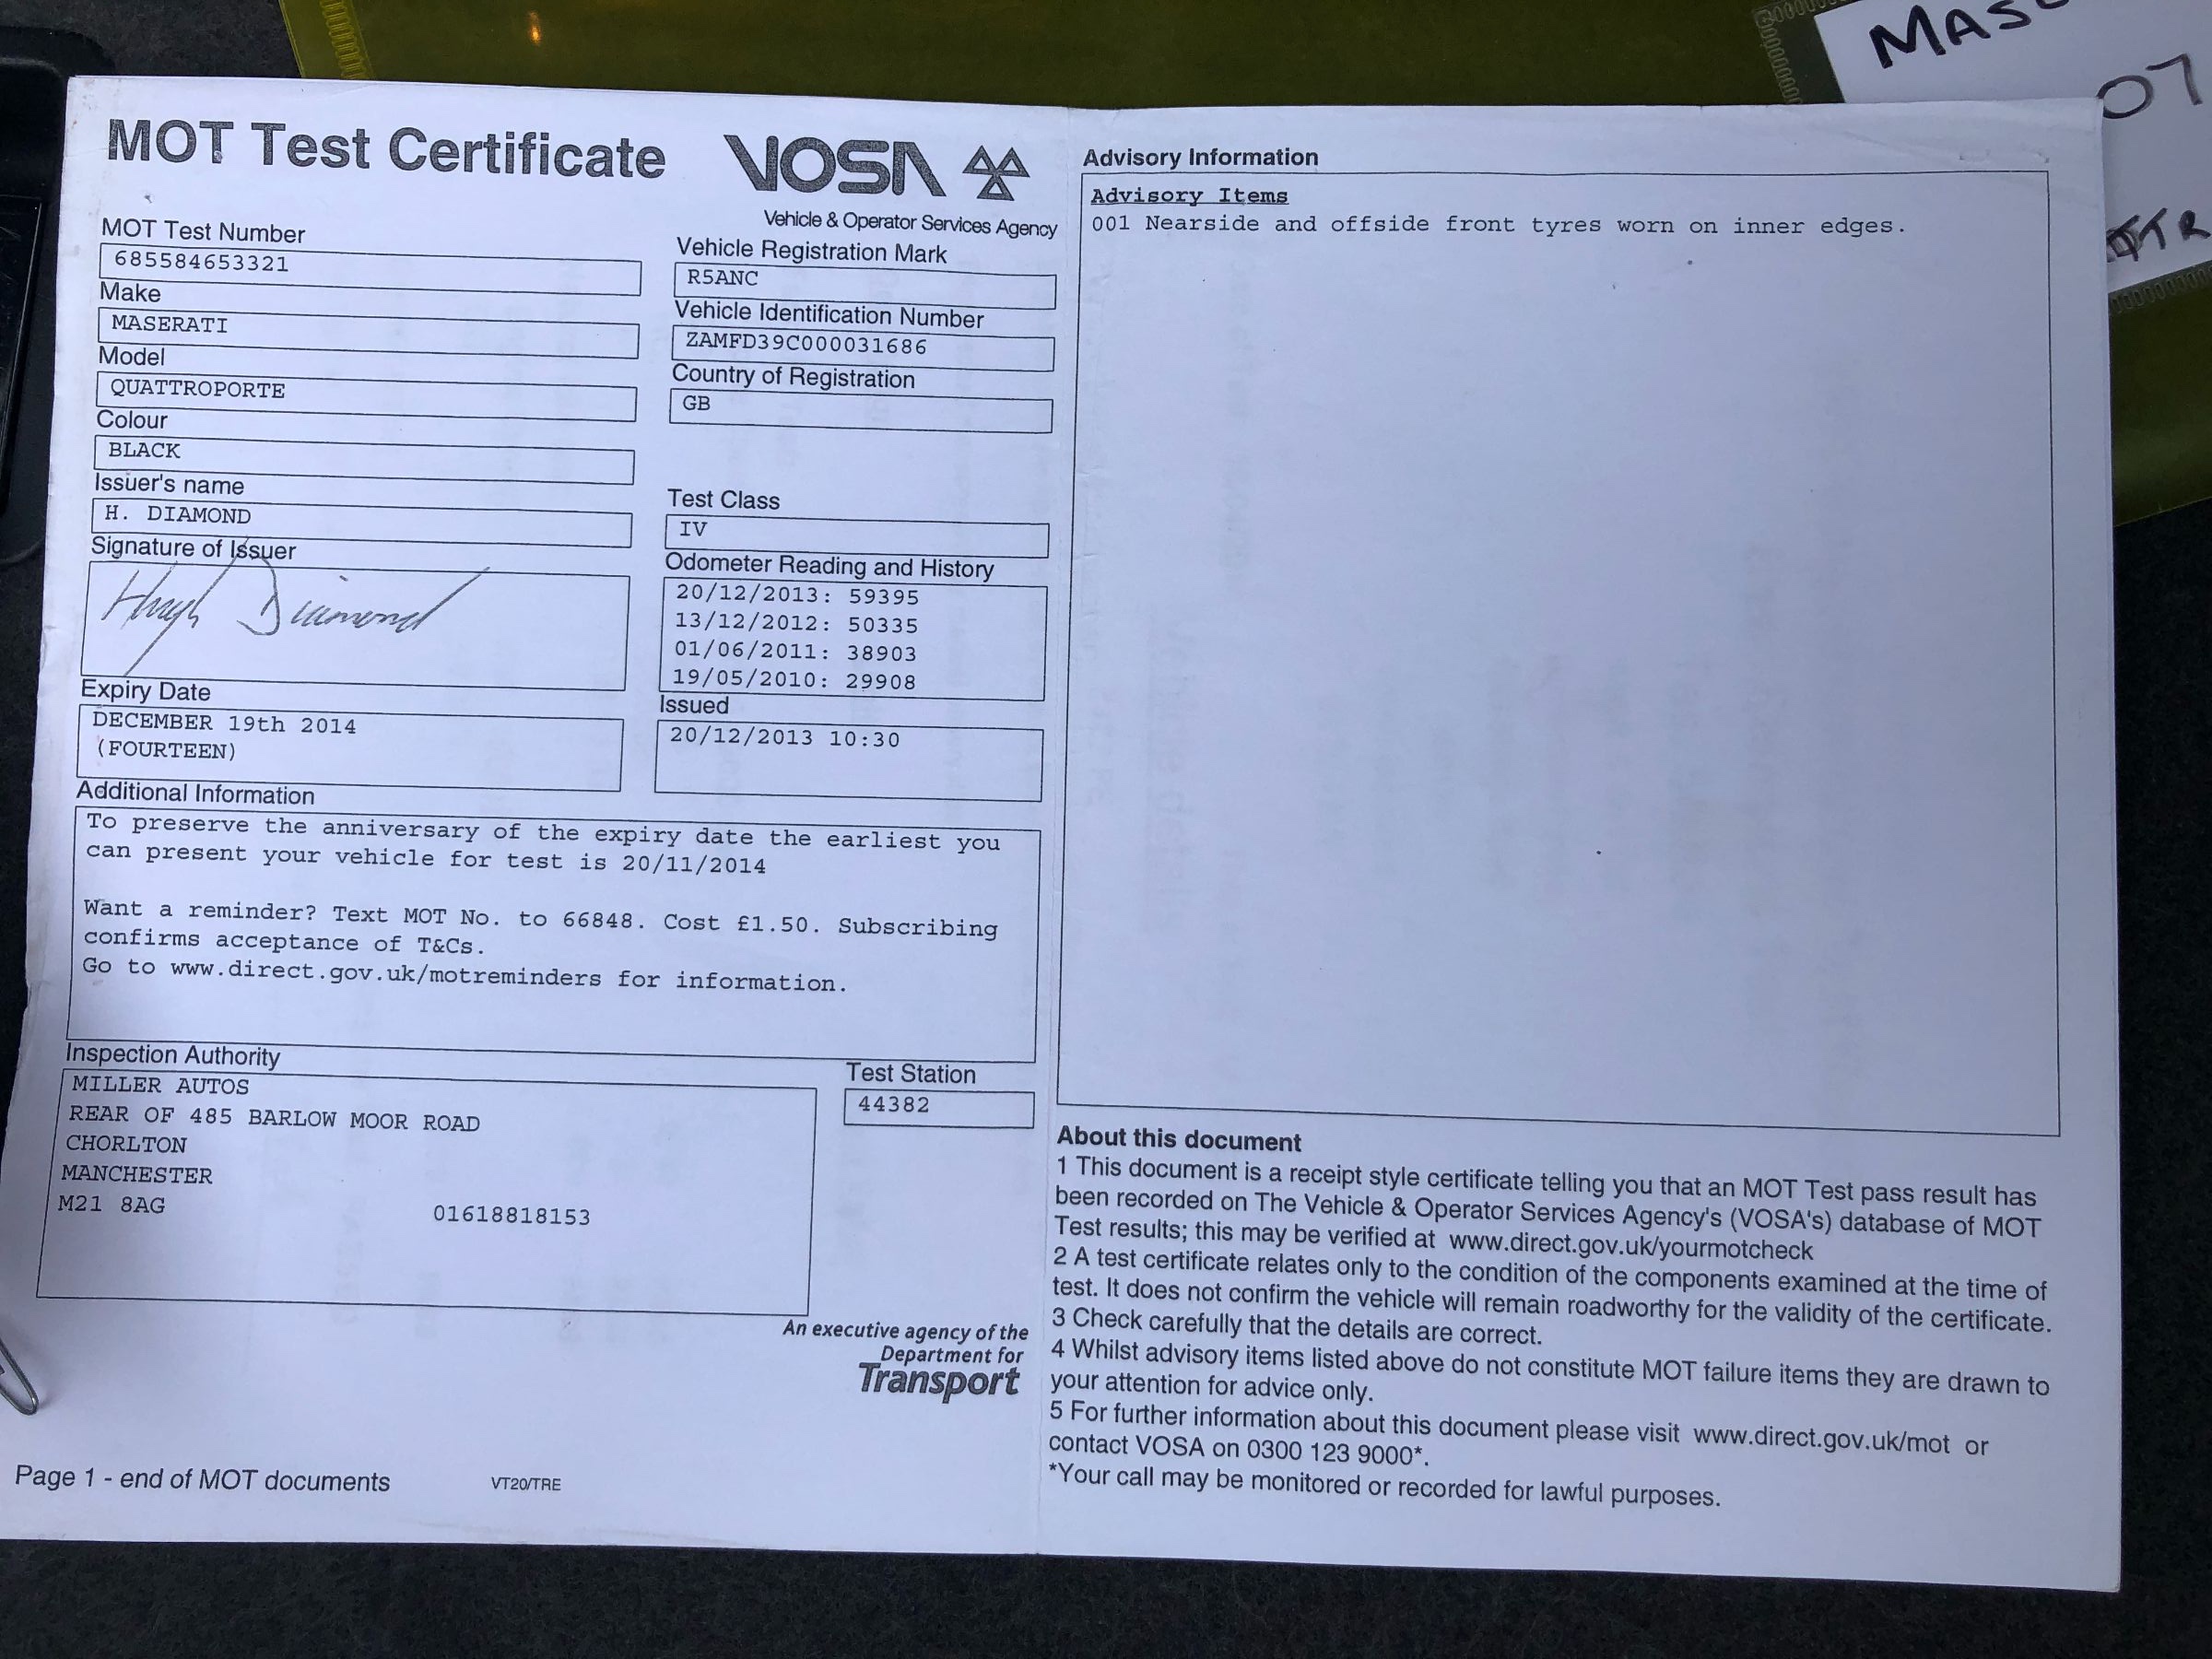 MOT Test Certificate
VOSA
Vehicle & Operator Services Agency
MOT Test Number
685584653321
Make
MASERATI
Model
QUATTROPORTE
Colour
BLACK
Issuer's name
H. DIAMOND
Signature of Issuer
Hugh Diamond
Expiry Date
DECEMBER 19th 2014
(FOURTEEN)
Vehicle Registration Mark
R5ANC
Vehicle Identification Number
ZAMFD39C000031686
Country of Registration
GB
Test Class
IV
Odometer Reading and History
20/12/2013: 59395
13/12/2012: 50335
01/06/2011: 38903
19/05/2010: 29908
Issued
20/12/2013 10:30
Additional Information
To preserve the anniversary of the expiry date the earliest you
can present your vehicle for test is 20/11/2014
Want a reminder? Text MOT No. to 66848. Cost £1.50. Subscribing
confirms acceptance of T&Cs.
Go to www.direct.gov.uk/motreminders for information.
Inspection Authority
MILLER AUTOS
REAR OF 485 BARLOW MOOR ROAD
CHORLTON
MANCHESTER
M21 8AG 01618818153
Test Station
44382
An executive agency of the
Department for
Transport
Page 1 - end of MOT documents VT20/TRE
Advisory Information
Advisory Items
001 Nearside and offside front tyres worn on inner edges.
About this document
1 This document is a receipt style certificate telling you that an MOT Test pass result has
been recorded on The Vehicle & Operator Services Agency's (VOSA's) database of MOT
Test results; this may be verified at www.direct.gov.uk/yourmotcheck
2 A test certificate relates only to the condition of the components examined at the time of
test. It does not confirm the vehicle will remain roadworthy for the validity of the certificate.
3 Check carefully that the details are correct.
4 Whilst advisory items listed above do not constitute MOT failure items they are drawn to
your attention for advice only.
5 For further information about this document please visit www.direct.gov.uk/mot or
contact VOSA on 0300 123 9000*.
*Your call may be monitored or recorded for lawful purposes.
MAS
07